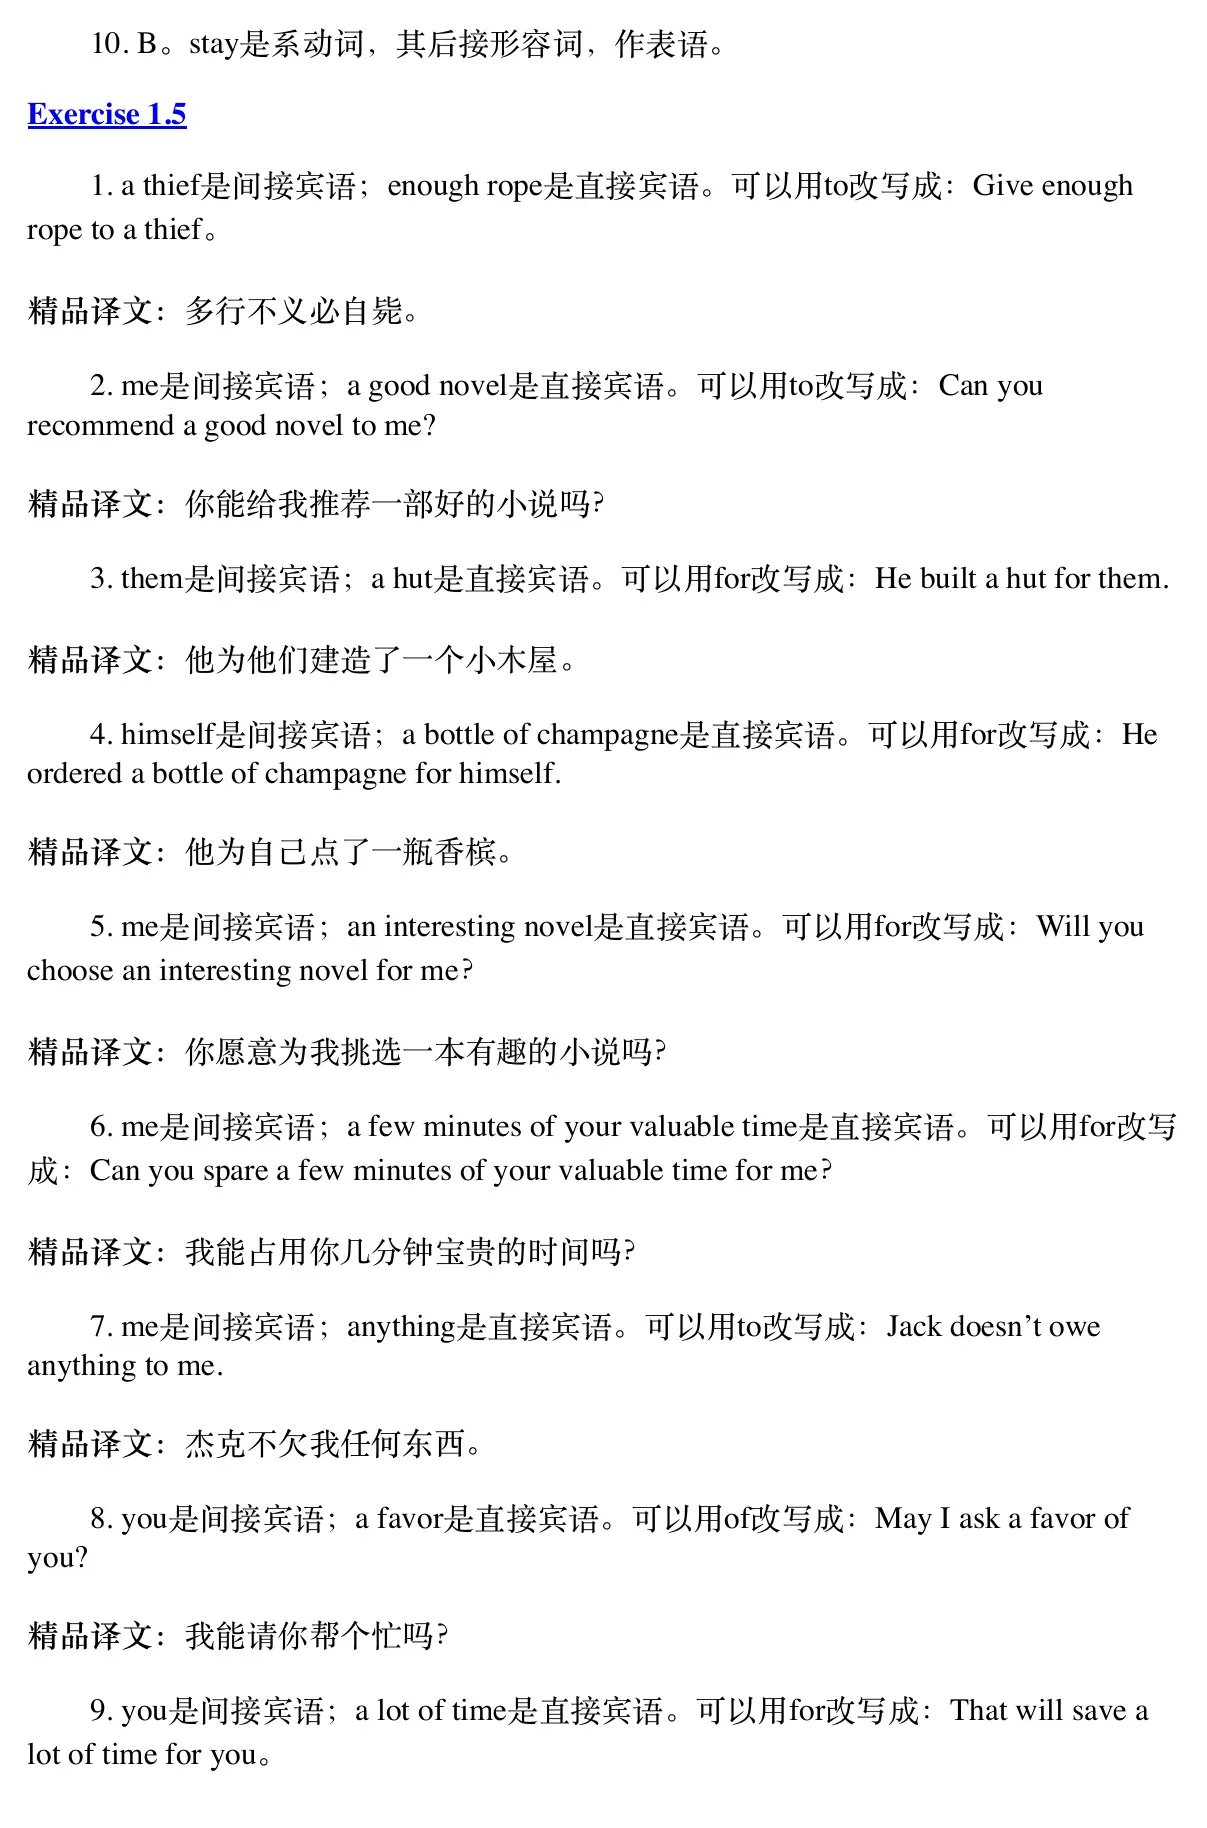 10. B。stay是系动词，其后接形容词，作表语。
Exercise 1.5
1. a thief是间接宾语；enough rope是直接宾语。可以用to改写成：Give enough
rope to a thief。
精品译文：多行不义必自毙。
2. me是间接宾语；a good novel是直接宾语。可以用to改写成：Can you
recommend a good novel to me?
精品译文：你能给我推荐一部好的小说吗?
3. them是间接宾语；a hut是直接宾语。可以用for改写成：He built a hut for them.
精品译文：他为他们建造了一个小木屋。
4. himself是间接宾语；a bottle of champagne是直接宾语。可以用for改写成：He
ordered a bottle of champagne for himself.
精品译文：他为自己点了一瓶香槟。
5. me是间接宾语；an interesting novel是直接宾语。可以用for改写成：Will you
choose an interesting novel for me?
精品译文：你愿意为我挑选一本有趣的小说吗?
6. me是间接宾语；a few minutes of your valuable time是直接宾语。可以用for改写
成：Can you spare a few minutes of your valuable time for me?
精品译文：我能占用你几分钟宝贵的时间吗?
7. me是间接宾语；anything是直接宾语。可以用to改写成：Jack doesn’t owe
anything to me.
精品译文：杰克不欠我任何东西。
8. you是间接宾语；a favor是直接宾语。可以用of改写成：May I ask a favor of
you?
精品译文：我能请你帮个忙吗?
9. you是间接宾语；a lot of time是直接宾语。可以用for改写成：That will save a
lot of time for you。